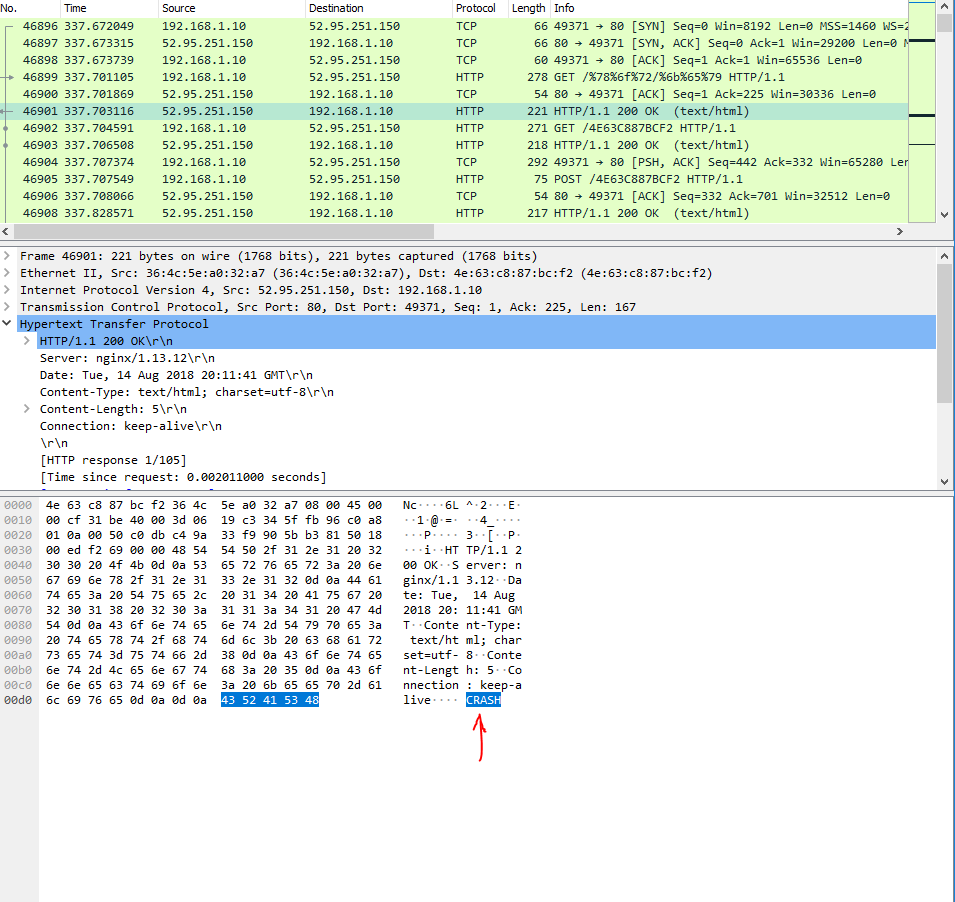 No. Time Source Destination Protocol Length Info
46896 337.672049 192.168.1.10 52.95.251.150 TCP 66 49371 → 80 [SYN] Seq=0 Win=8192 Len=0 MSS=1460 WS=2
46897 337.673315 52.95.251.150 192.168.1.10 TCP 66 80 → 49371 [SYN, ACK] Seq=0 Ack=1 Win=29200 Len=0 M
46898 337.673739 192.168.1.10 52.95.251.150 TCP 60 49371 → 80 [ACK] Seq=1 Ack=1 Win=65536 Len=0
46899 337.701105 192.168.1.10 52.95.251.150 HTTP 278 GET /%78%6f%72/%6b%65%79 HTTP/1.1
46900 337.701869 52.95.251.150 192.168.1.10 TCP 54 80 → 49371 [ACK] Seq=1 Ack=225 Win=30336 Len=0
46901 337.703116 52.95.251.150 192.168.1.10 HTTP 221 HTTP/1.1 200 OK (text/html)
46902 337.704591 192.168.1.10 52.95.251.150 HTTP 271 GET /4E63C887BCF2 HTTP/1.1
46903 337.706508 52.95.251.150 192.168.1.10 HTTP 218 HTTP/1.1 200 OK (text/html)
46904 337.707374 192.168.1.10 52.95.251.150 TCP 292 49371 → 80 [PSH, ACK] Seq=442 Ack=332 Win=65280 Ler
46905 337.707549 192.168.1.10 52.95.251.150 HTTP 75 POST /4E63C887BCF2 HTTP/1.1
46906 337.708066 52.95.251.150 192.168.1.10 TCP 54 80 → 49371 [ACK] Seq=332 Ack=701 Win=32512 Len=0
46908 337.828571 52.95.251.150 192.168.1.10 HTTP 217 HTTP/1.1 200 OK (text/html)
Frame 46901: 221 bytes on wire (1768 bits), 221 bytes captured (1768 bits)
Ethernet II, Src: 36:4c:5e:a0:32:a7 (36:4c:5e:a0:32:a7), Dst: 4e:63:c8:87:bc:f2 (4e:63:c8:87:bc:f2)
Internet Protocol Version 4, Src: 52.95.251.150, Dst: 192.168.1.10
Transmission Control Protocol, Src Port: 80, Dst Port: 49371, Seq: 1, Ack: 225, Len: 167
Hypertext Transfer Protocol
HTTP/1.1 200 OK\r\n
Server: nginx/1.13.12\r\n
Date: Tue, 14 Aug 2018 20:11:41 GMT\r\n
Content-Type: text/html; charset=utf-8\r\n
Content-Length: 5\r\n
Connection: keep-alive\r\n
\r\n
[HTTP response 1/105]
[Time since request: 0.002011000 seconds]
0000 4e 63 c8 87 bc f2 36 4c 5e a0 32 a7 08 00 45 00 Nc····6L ^·2···E·
0010 00 cf 31 be 40 00 3d 06 19 c3 34 5f fb 96 c0 a8 ··1·@·=· ··4_····
0020 01 0a 00 50 c0 db c4 9a 33 f9 90 5b b3 81 50 18 ···P···· 3··[··P·
0030 00 ed f2 69 00 00 48 54 54 50 2f 31 2e 31 20 32 ···i··HT TP/1.1 2
0040 30 30 20 4f 4b 0d 0a 53 65 72 76 65 72 3a 20 6e 00 OK··S erver: n
0050 67 69 6e 78 2f 31 2e 31 33 2e 31 32 0d 0a 44 61 ginx/1.1 3.12··Da
0060 74 65 3a 20 54 75 65 2c 20 31 34 20 41 75 67 20 te: Tue, 14 Aug
0070 32 30 31 38 20 32 30 3a 31 31 3a 34 31 20 47 4d 2018 20: 11:41 GM
0080 54 0d 0a 43 6f 6e 74 65 6e 74 2d 54 79 70 65 3a T··Conte nt-Type:
0090 20 74 65 78 74 2f 68 74 6d 6c 3b 20 63 68 61 72 text/ht ml; char
00a0 73 65 74 3d 75 74 66 2d 38 0d 0a 43 6f 6e 74 65 set=utf- 8··Conte
00b0 6e 74 2d 4c 65 6e 67 74 68 3a 20 35 0d 0a 43 6f nt-Lengt h: 5··Co
00c0 6e 6e 65 63 74 69 6f 6e 3a 20 6b 65 65 70 2d 61 nnection : keep-a
00d0 6c 69 76 65 0d 0a 0d 0a 43 52 41 53 48 live···· CRASH